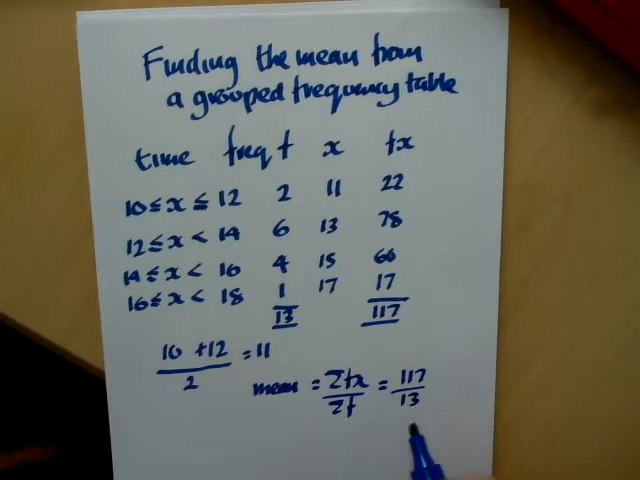 Finding the mean from
a grouped frequency table
time freq f x fx
10 ≤ x ≤ 12 2 11 22
12 ≤ x < 14 6 13 78
14 ≤ x < 16 4 15 60
16 ≤ x < 18 1 17 17
13 117
10 + 12 / 2 = 11
mean = Σfx / Σf = 117 / 13